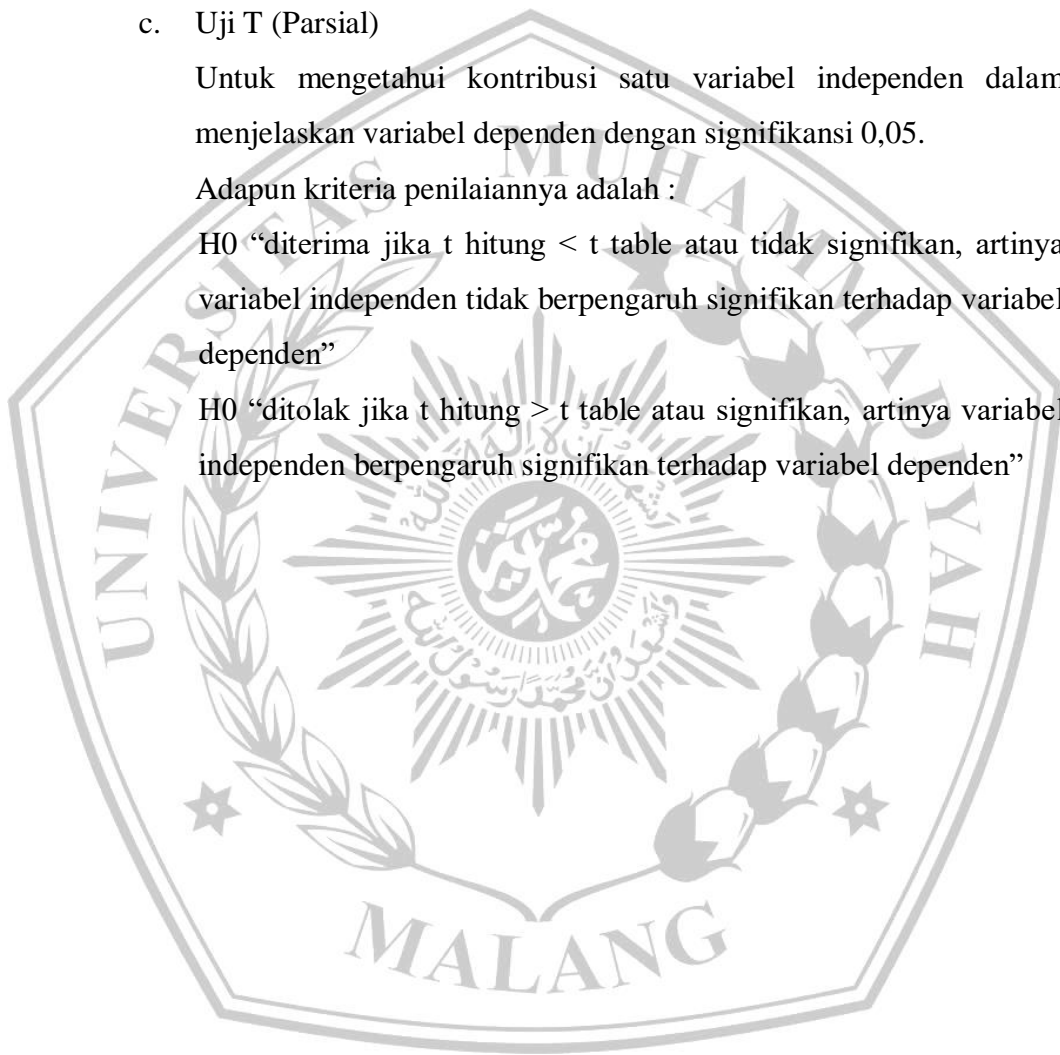 c. Uji T (Parsial)
Untuk mengetahui kontribusi satu variabel independen dalam
menjelaskan variabel dependen dengan signifikansi 0,05.
Adapun kriteria penilaiannya adalah :
H0 “diterima jika t hitung < t table atau tidak signifikan, artinya
variabel independen tidak berpengaruh signifikan terhadap variabel
dependen”
H0 “ditolak jika t hitung > t table atau signifikan, artinya variabel
independen berpengaruh signifikan terhadap variabel dependen”
UNIVERSITAS MUHAMMADIYAH
MALANG